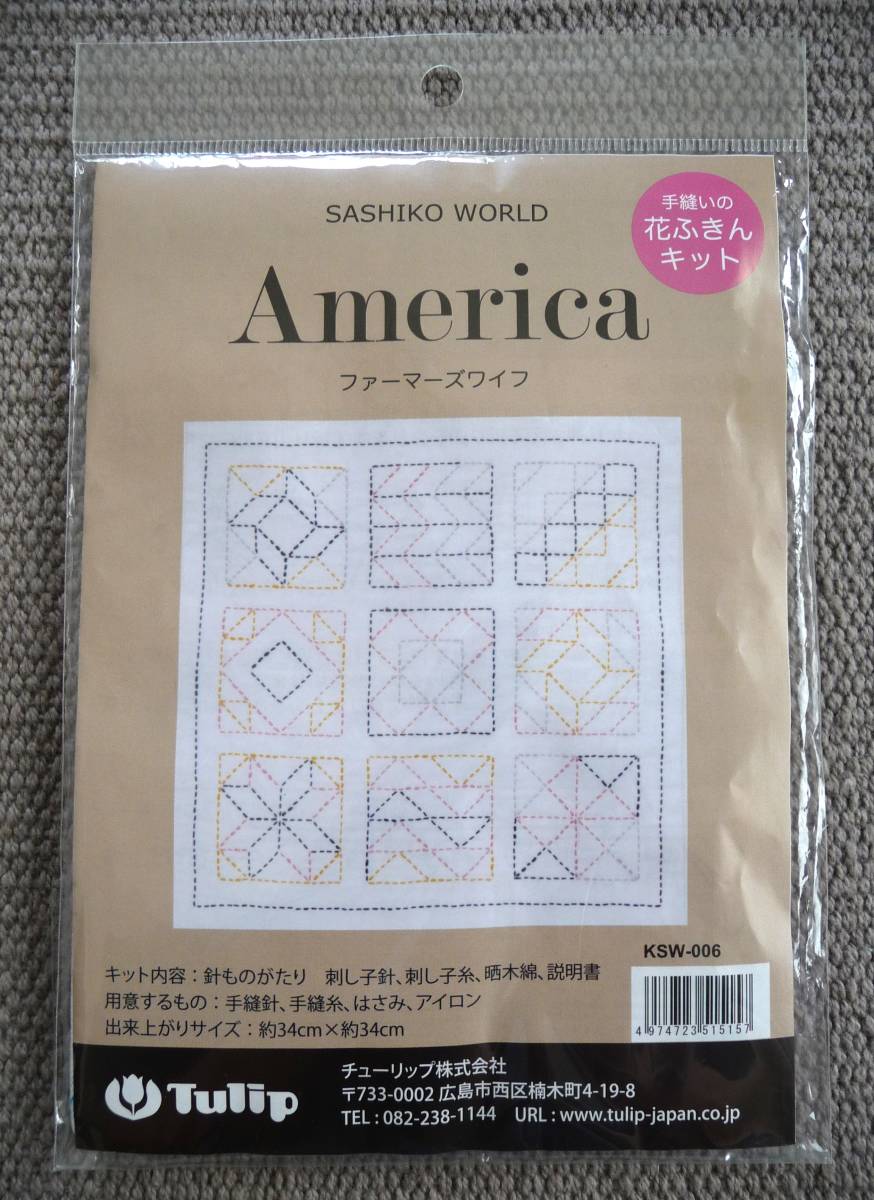 SASHIKO WORLD
手縫いの
花ふきん
キット
America
ファーマーズワイフ
KSW-006
キット内容：針ものがたり　刺し子針、刺し子糸、晒木綿、説明書
用意するもの：手縫針、手縫糸、はさみ、アイロン
出来上がりサイズ：約34cm×約34cm
4 974723 515157
Tulip
チューリップ株式会社
〒733-0002 広島市西区楠木町4-19-8
TEL : 082-238-1144　URL : www.tulip-japan.co.jp